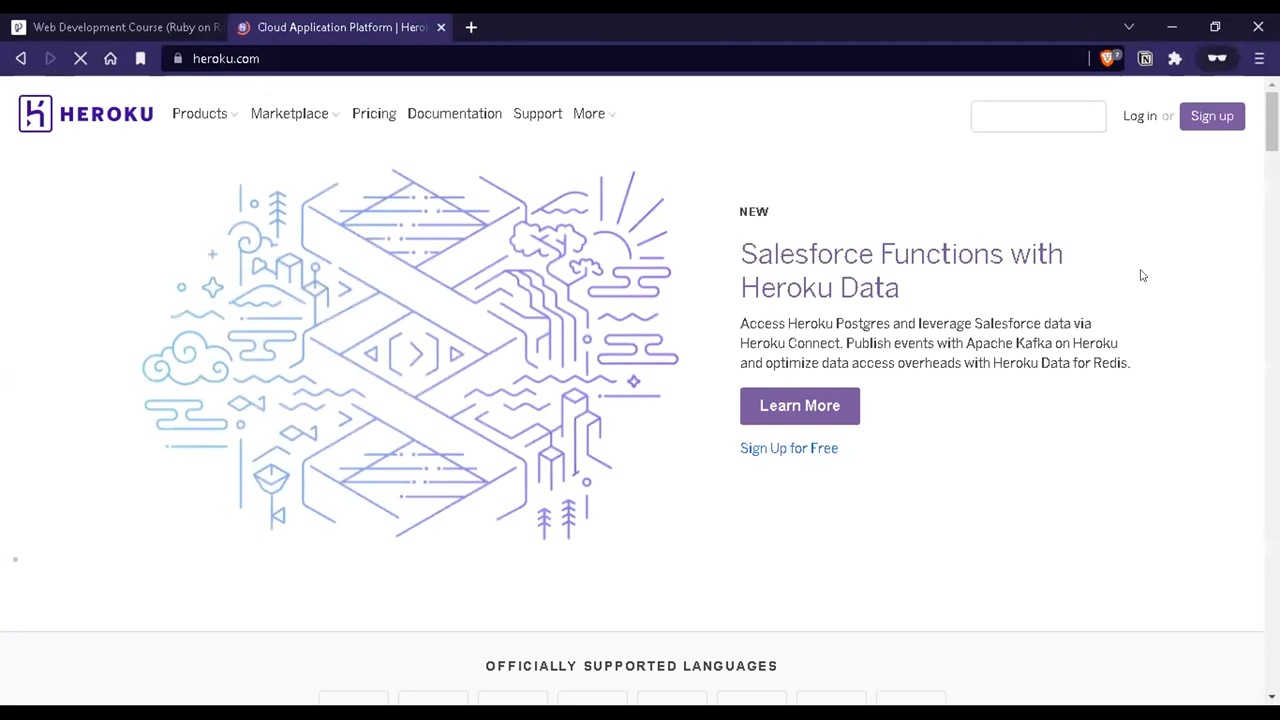 Web Development Course (Ruby on R
Cloud Application Platform | Hero
heroku.com
7
HEROKU
Products
Marketplace
Pricing
Documentation
Support
More
Log in or
Sign up
NEW
Salesforce Functions with
Heroku Data
Access Heroku Postgres and leverage Salesforce data via
Heroku Connect. Publish events with Apache Kafka on Heroku
and optimize data access overheads with Heroku Data for Redis.
Learn More
Sign Up for Free
OFFICIALLY SUPPORTED LANGUAGES